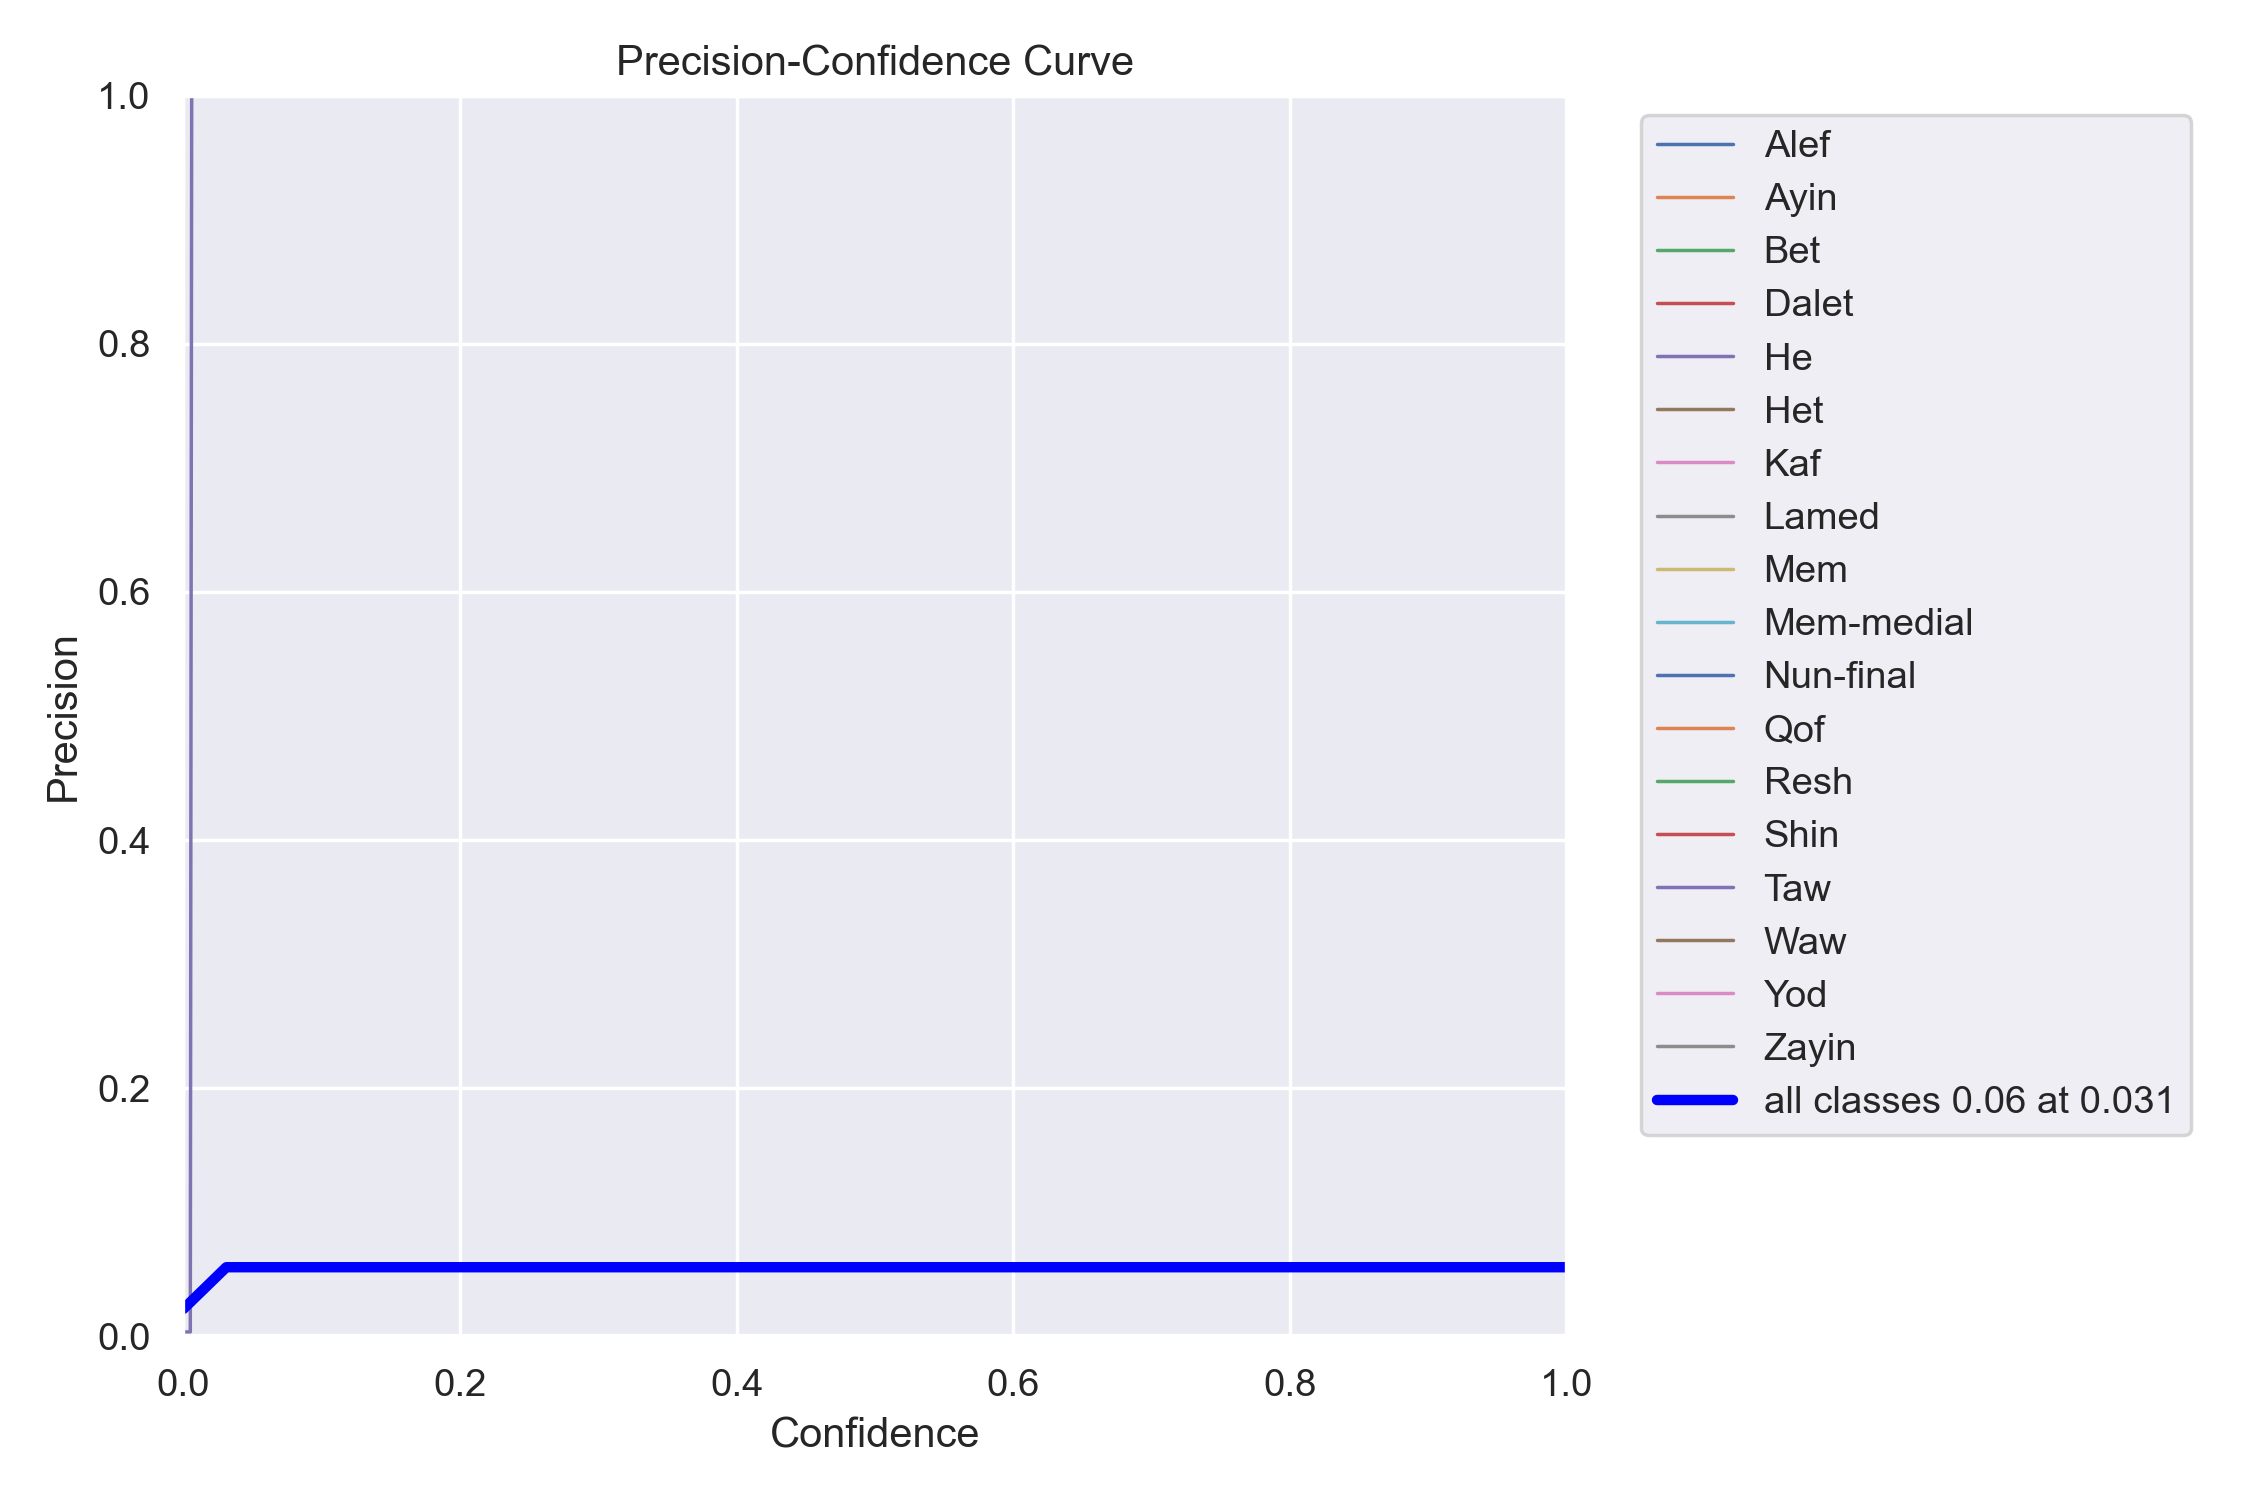 Precision-Confidence Curve
1.0
0.8
0.6
0.4
0.2
0.0
Precision
0.0 0.2 0.4 0.6 0.8 1.0
Confidence
Alef
Ayin
Bet
Dalet
He
Het
Kaf
Lamed
Mem
Mem-medial
Nun-final
Qof
Resh
Shin
Taw
Waw
Yod
Zayin
all classes 0.06 at 0.031